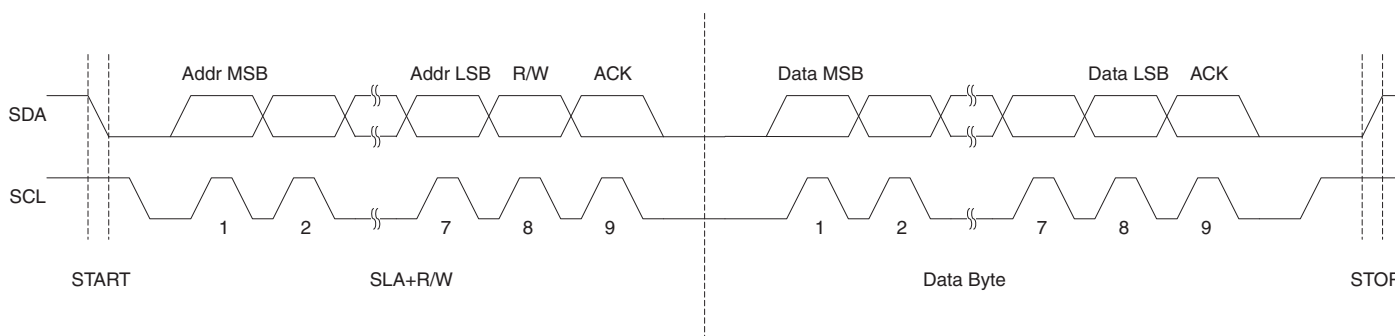 Addr MSB Addr LSB R/W ACK Data MSB Data LSB ACK
SDA
SCL
1 2 7 8 9 1 2 7 8 9
START SLA+R/W Data Byte